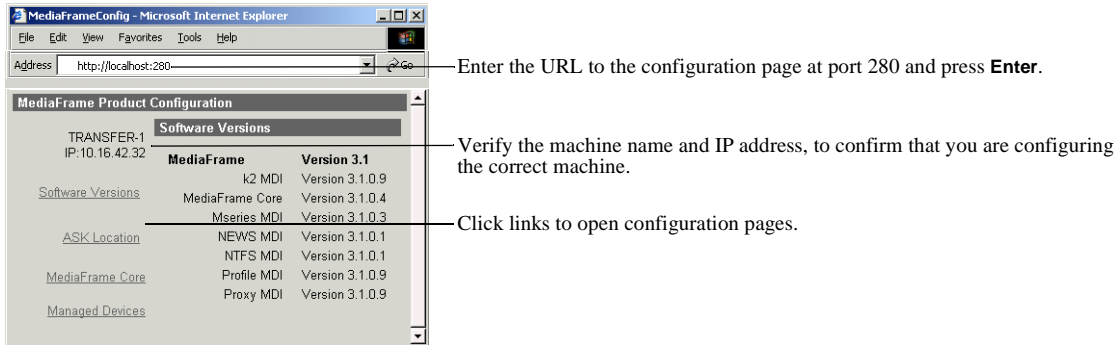 MediaFrameConfig - Microsoft Internet Explorer
File Edit View Favorites Tools Help
Address http://localhost:280 Go
Enter the URL to the configuration page at port 280 and press Enter.
MediaFrame Product Configuration
TRANSFER-1
IP:10.16.42.32
Software Versions
ASK Location
MediaFrame Core
Managed Devices
Software Versions
MediaFrame Version 3.1
k2 MDI Version 3.1.0.9
MediaFrame Core Version 3.1.0.4
Mseries MDI Version 3.1.0.3
NEWS MDI Version 3.1.0.1
NTFS MDI Version 3.1.0.1
Profile MDI Version 3.1.0.9
Proxy MDI Version 3.1.0.9
Verify the machine name and IP address, to confirm that you are configuring
the correct machine.
Click links to open configuration pages.